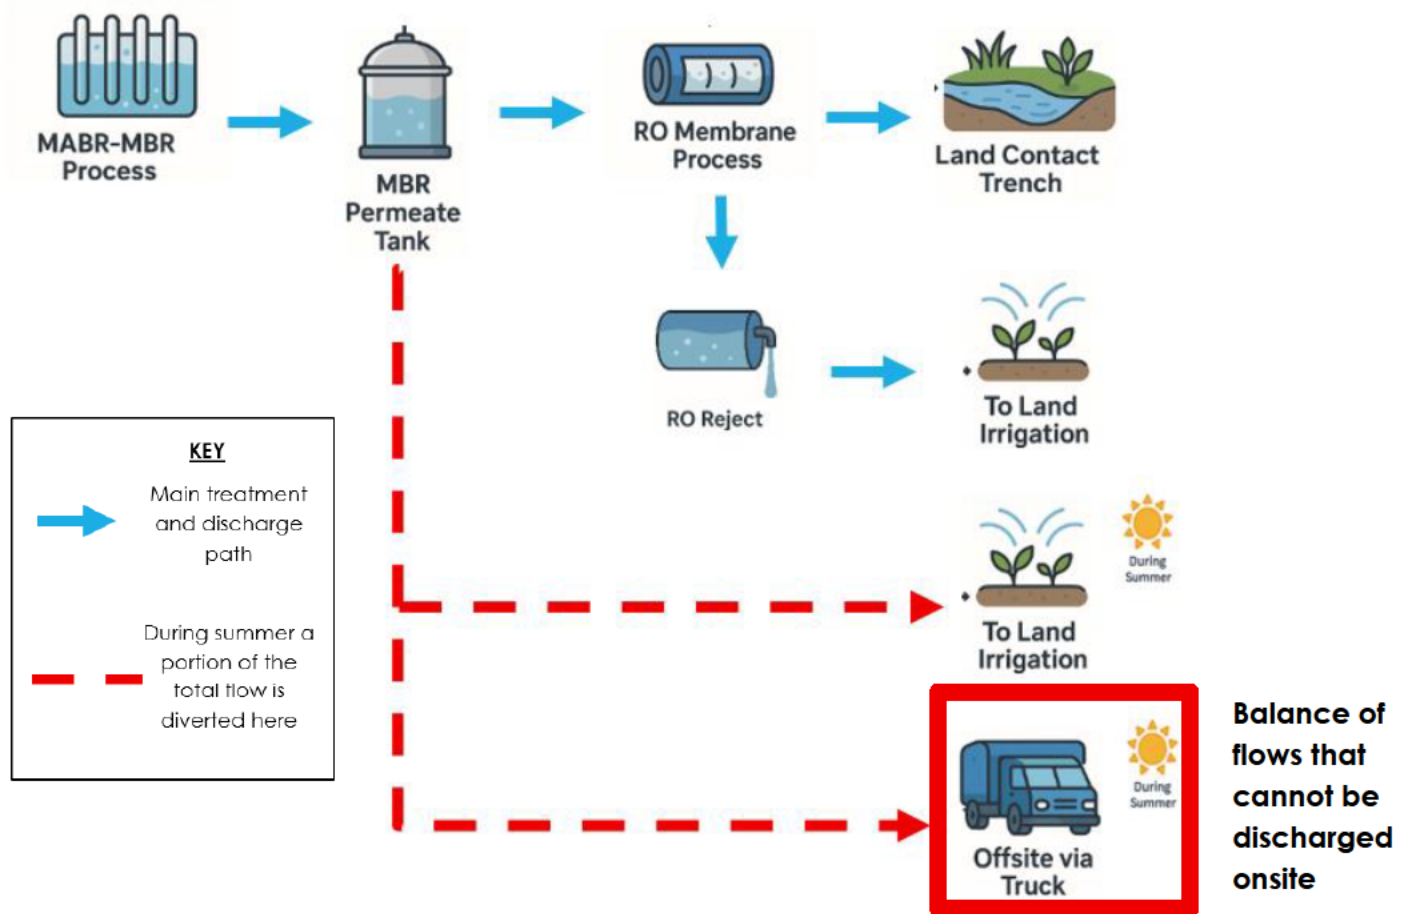 MABR-MBR
Process
MBR
Permeate
Tank
RO Membrane
Process
Land Contact
Trench
RO Reject
To Land
Irrigation
KEY
Main treatment
and discharge
path
During summer a
portion of the
total flow is
diverted here
During
Summer
To Land
Irrigation
During
Summer
Offsite via
Truck
Balance of
flows that
cannot be
discharged
onsite